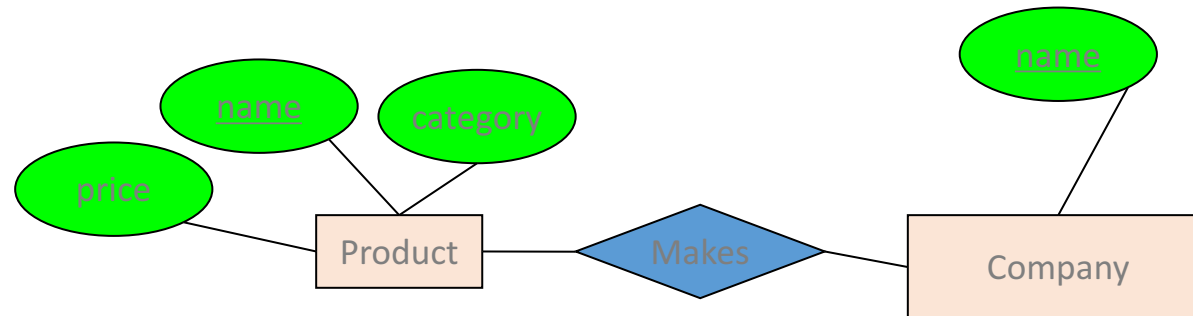 name
name
category
price
Product
Makes
Company